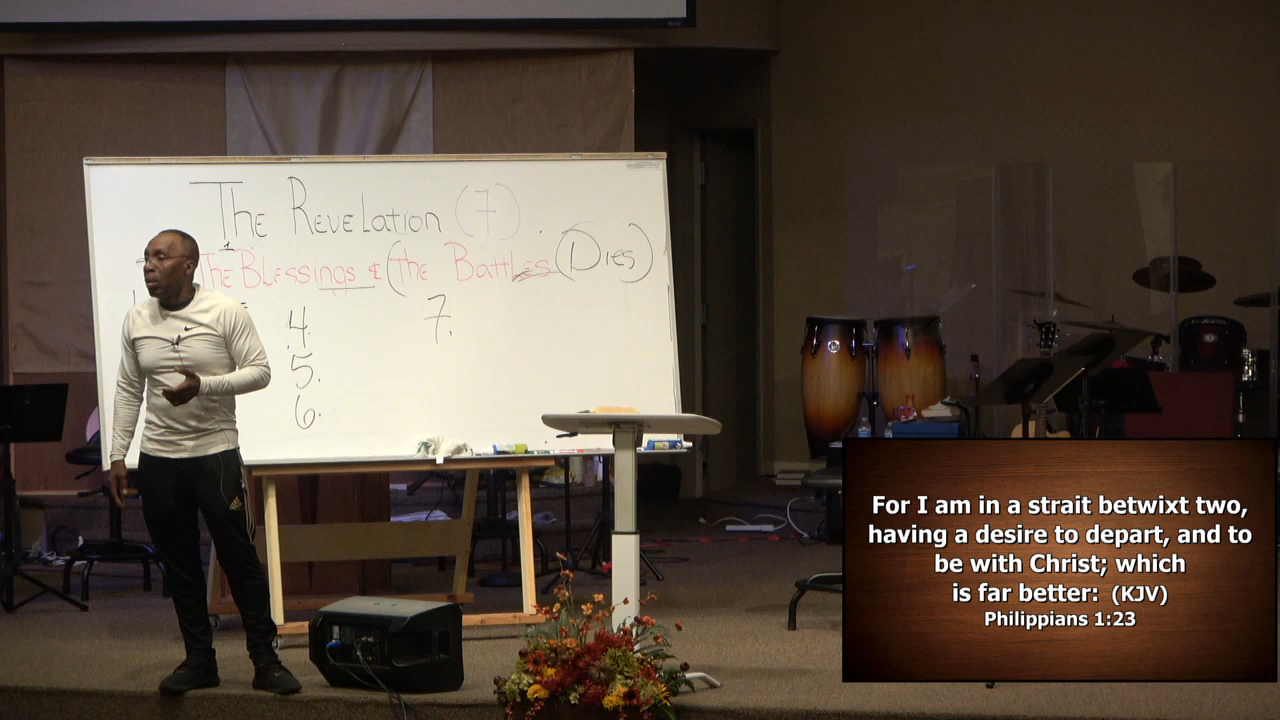 The Revelation (7)
1
The Blessings & (the Battles (Dies)
4.
7.
5.
6.
For I am in a strait betwixt two,
having a desire to depart, and to
be with Christ; which
is far better: (KJV)
Philippians 1:23